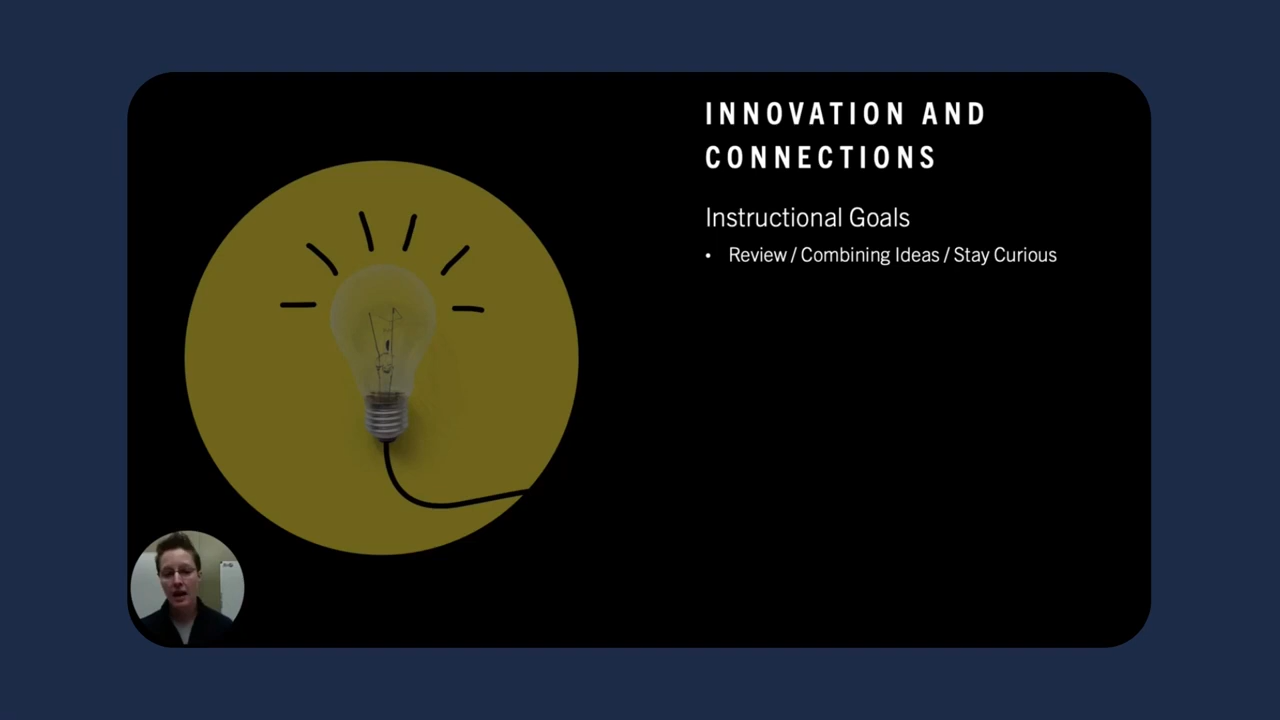 INNOVATION AND
CONNECTIONS
Instructional Goals
• Review / Combining Ideas / Stay Curious